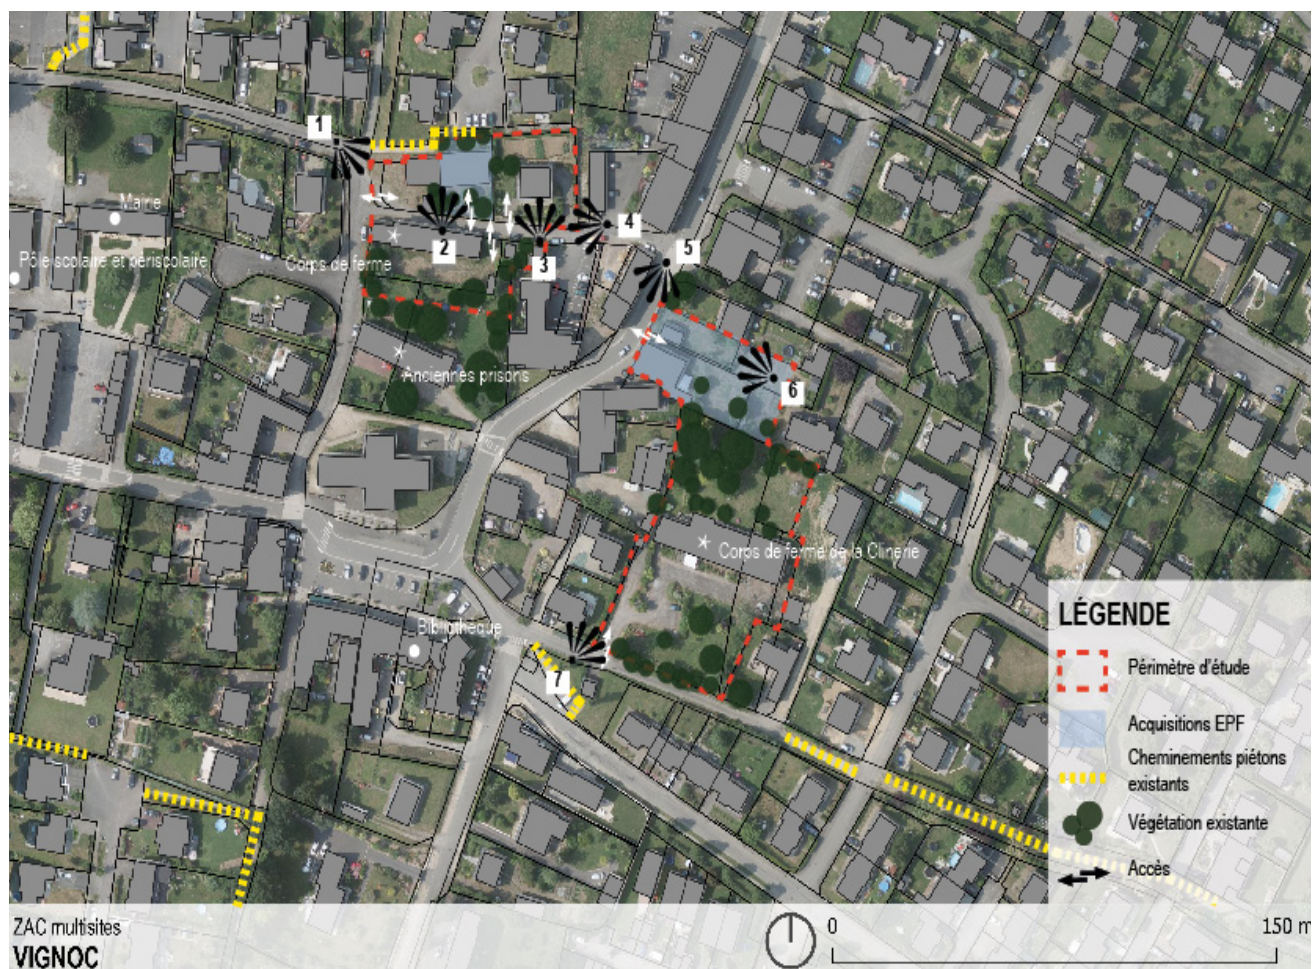 1
Mairie
2
3
4
5
Pôle scolaire et périscolaire
Corps de ferme
Anciennes prisons
6
Corps de ferme de la Clinerie
Bibliothèque
7
LÉGENDE
Périmètre d'étude
Acquisitions EPF
Cheminements piétons
existants
Végétation existante
Accès
ZAC multisites
VIGNOC
0
150 m